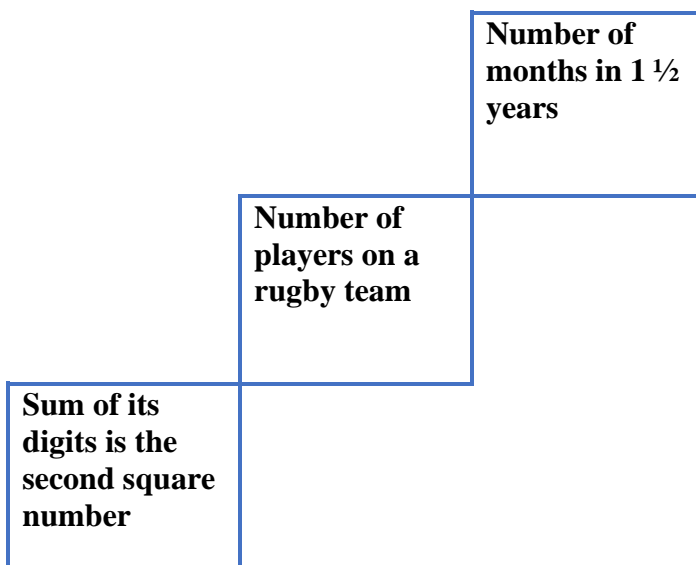 Number of
months in 1 ½
years
Number of
players on a
rugby team
Sum of its
digits is the
second square
number